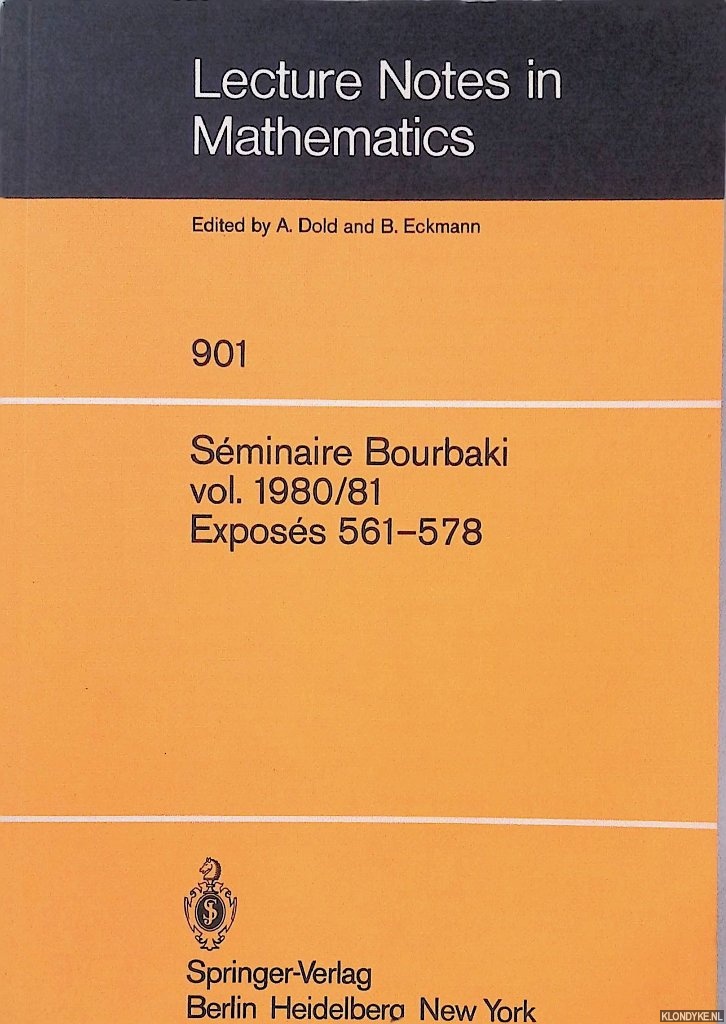 Lecture Notes in
Mathematics
Edited by A. Dold and B. Eckmann
901
Séminaire Bourbaki
vol. 1980/81
Exposés 561–578
Springer-Verlag
Berlin Heidelberg New York
KLONDYKE.NL